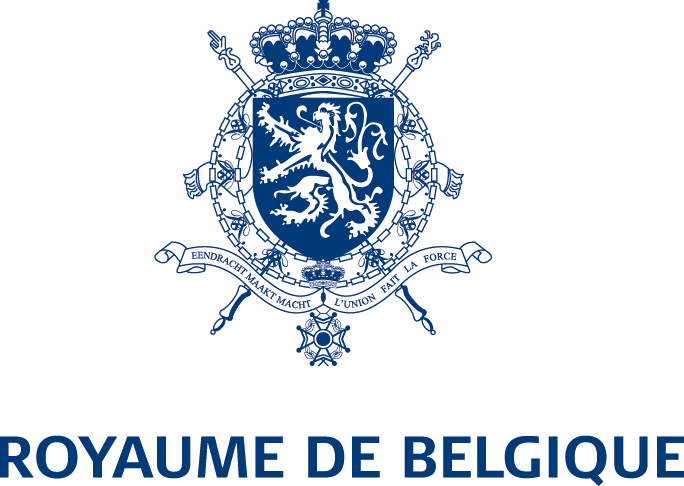 EENDRACHT MAAKT MACHT L'UNION FAIT LA FORCE
ROYAUME DE BELGIQUE